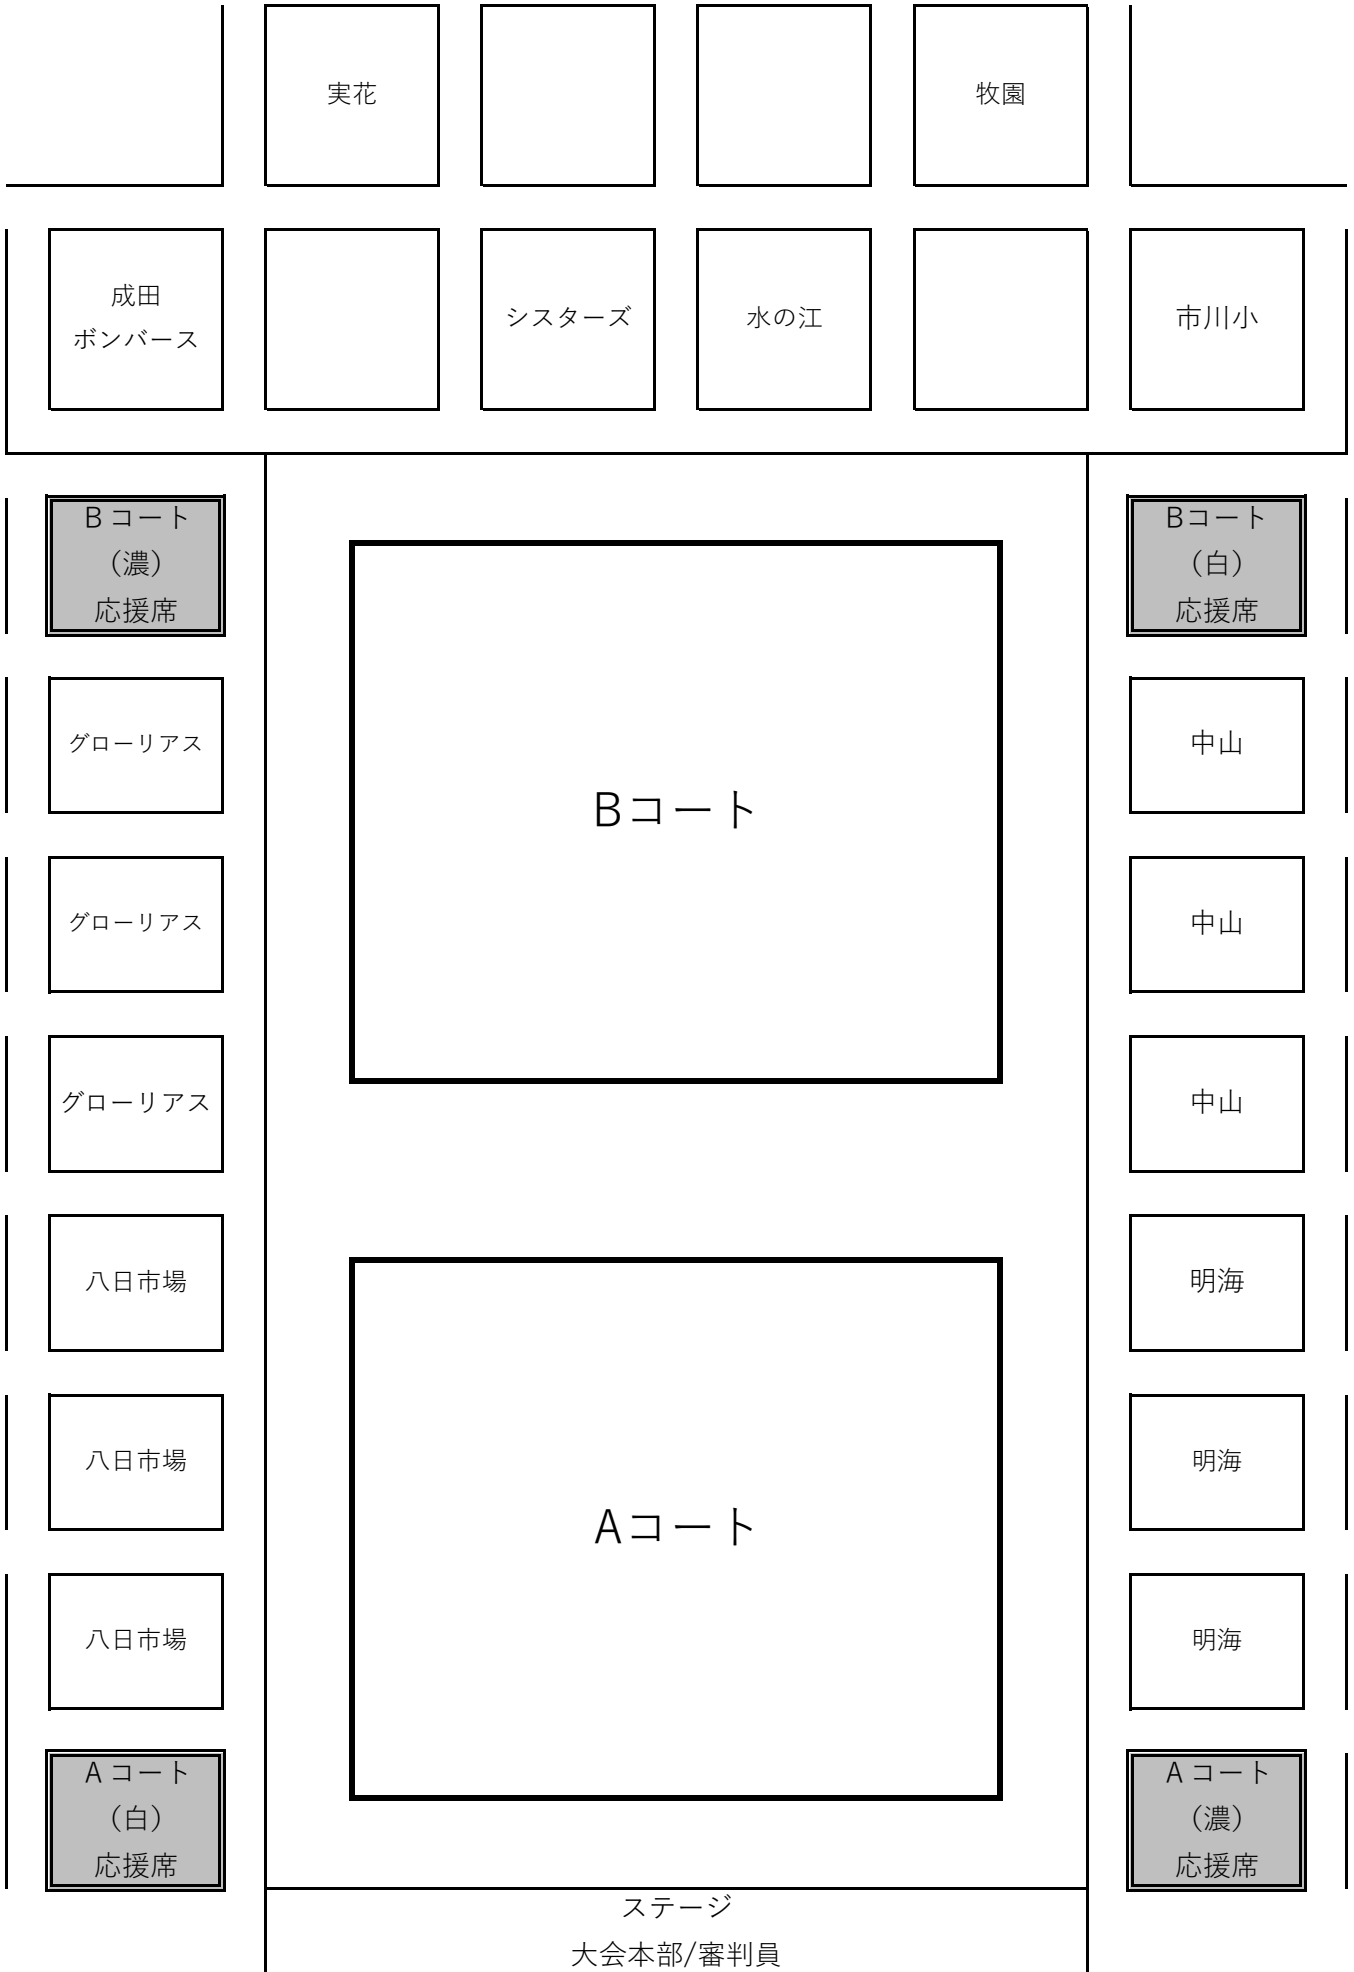 実花
牧園
成田
ボンバース
シスターズ
水の江
市川小
Bコート
（濃）
応援席
Bコート
（白）
応援席
グローリアス
中山
Bコート
グローリアス
中山
グローリアス
中山
八日市場
明海
八日市場
明海
Aコート
八日市場
明海
Aコート
（白）
応援席
Aコート
（濃）
応援席
ステージ
大会本部/審判員